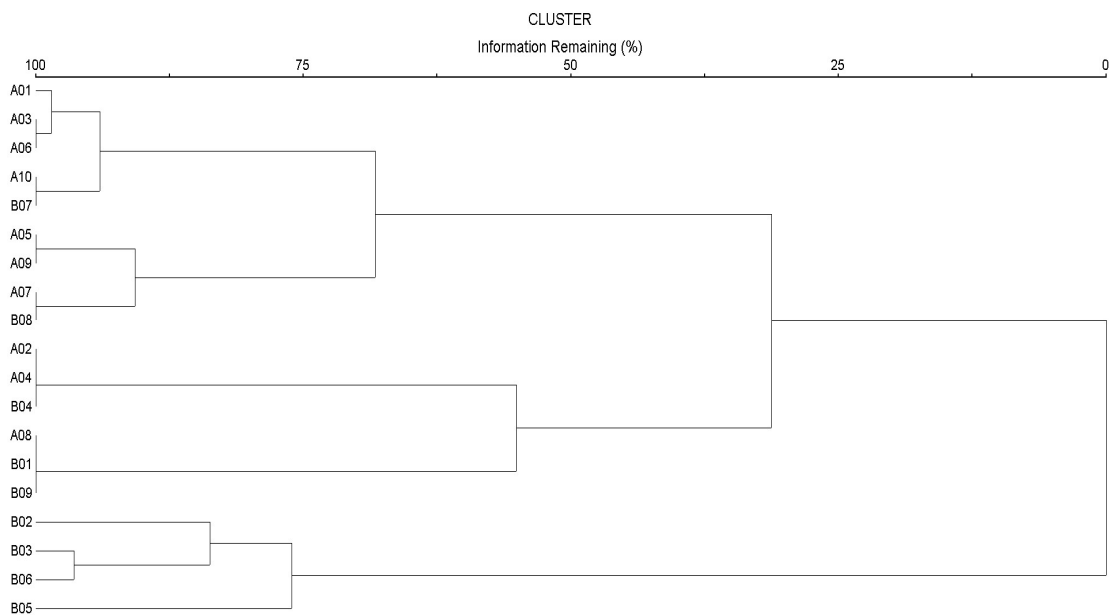 CLUSTER
Information Remaining (%)
100 75 50 25 0
A01
A03
A06
A10
B07
A05
A09
A07
B08
A02
A04
B04
A08
B01
B09
B02
B03
B06
B05